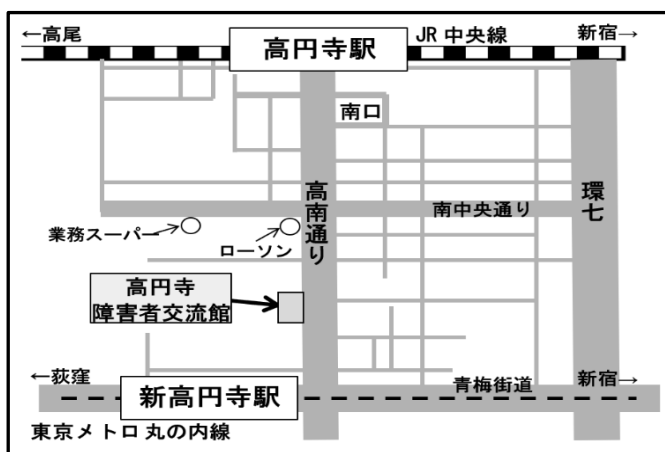 ←高尾
高円寺駅
JR 中央線
新宿→
南口
高南通り
環七
南中央通り
業務スーパー
ローソン
高円寺
障害者交流館
←荻窪
新高円寺駅
青梅街道
新宿→
東京メトロ 丸の内線